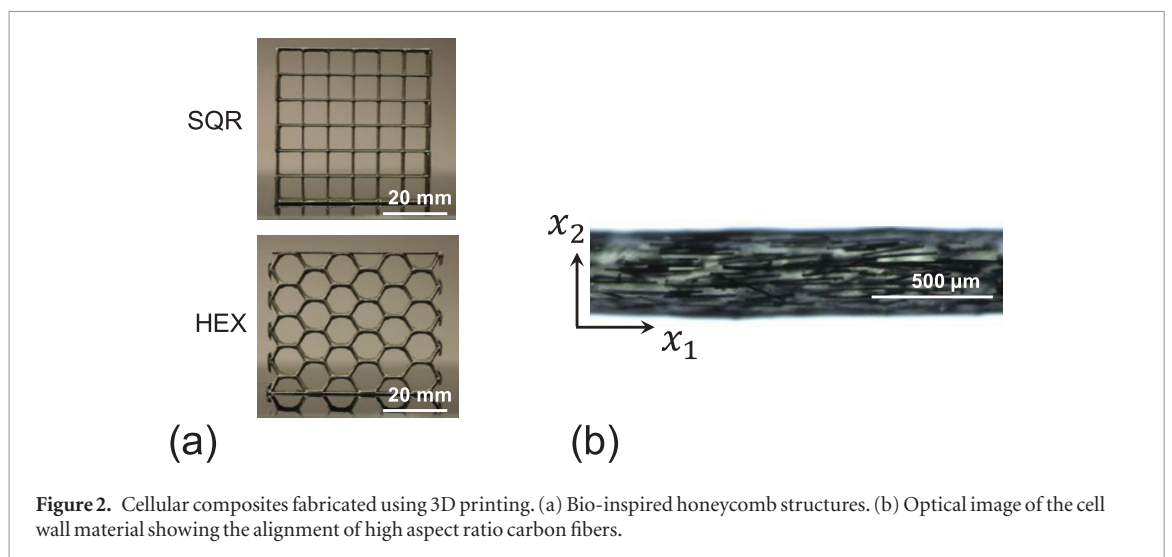 SQR
20 mm
HEX
20 mm
(a)
x₂
500 µm
x₁
(b)
Figure 2. Cellular composites fabricated using 3D printing. (a) Bio-inspired honeycomb structures. (b) Optical image of the cell
wall material showing the alignment of high aspect ratio carbon fibers.